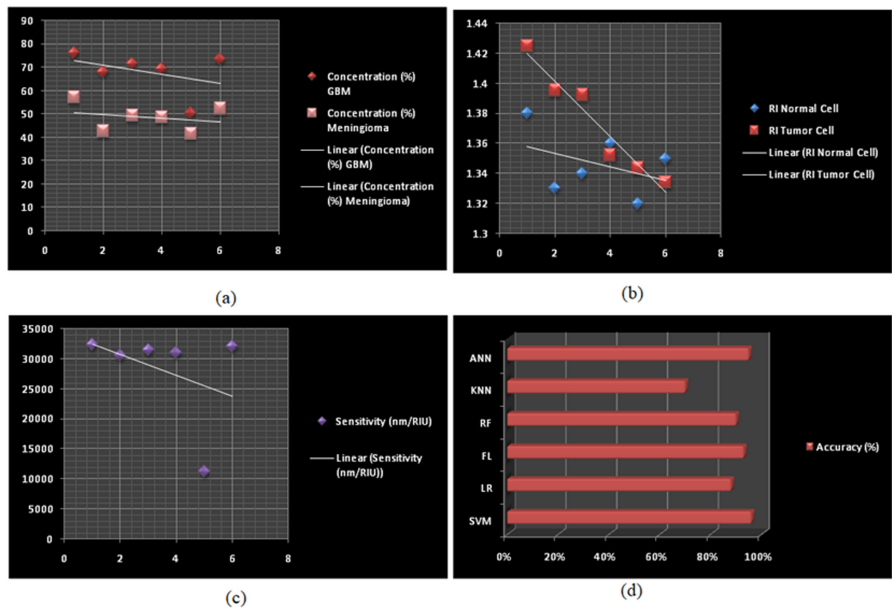 90
80
70
60
50
40
30
20
10
0
0 2 4 6 8
Concentration (%)
GBM
Concentration (%)
Meningioma
Linear (Concentration
(%) GBM)
Linear (Concentration
(%) Meningioma)
(a)
1.44
1.42
1.4
1.38
1.36
1.34
1.32
1.3
0 2 4 6 8
RI Normal Cell
RI Tumor Cell
Linear (RI Normal Cell)
Linear (RI Tumor Cell)
(b)
35000
30000
25000
20000
15000
10000
5000
0
0 2 4 6 8
Sensitivity (nm/RIU)
Linear (Sensitivity
(nm/RIU))
(c)
ANN
KNN
RF
FL
LR
SVM
0% 20% 40% 60% 80% 100%
Accuracy (%)
(d)